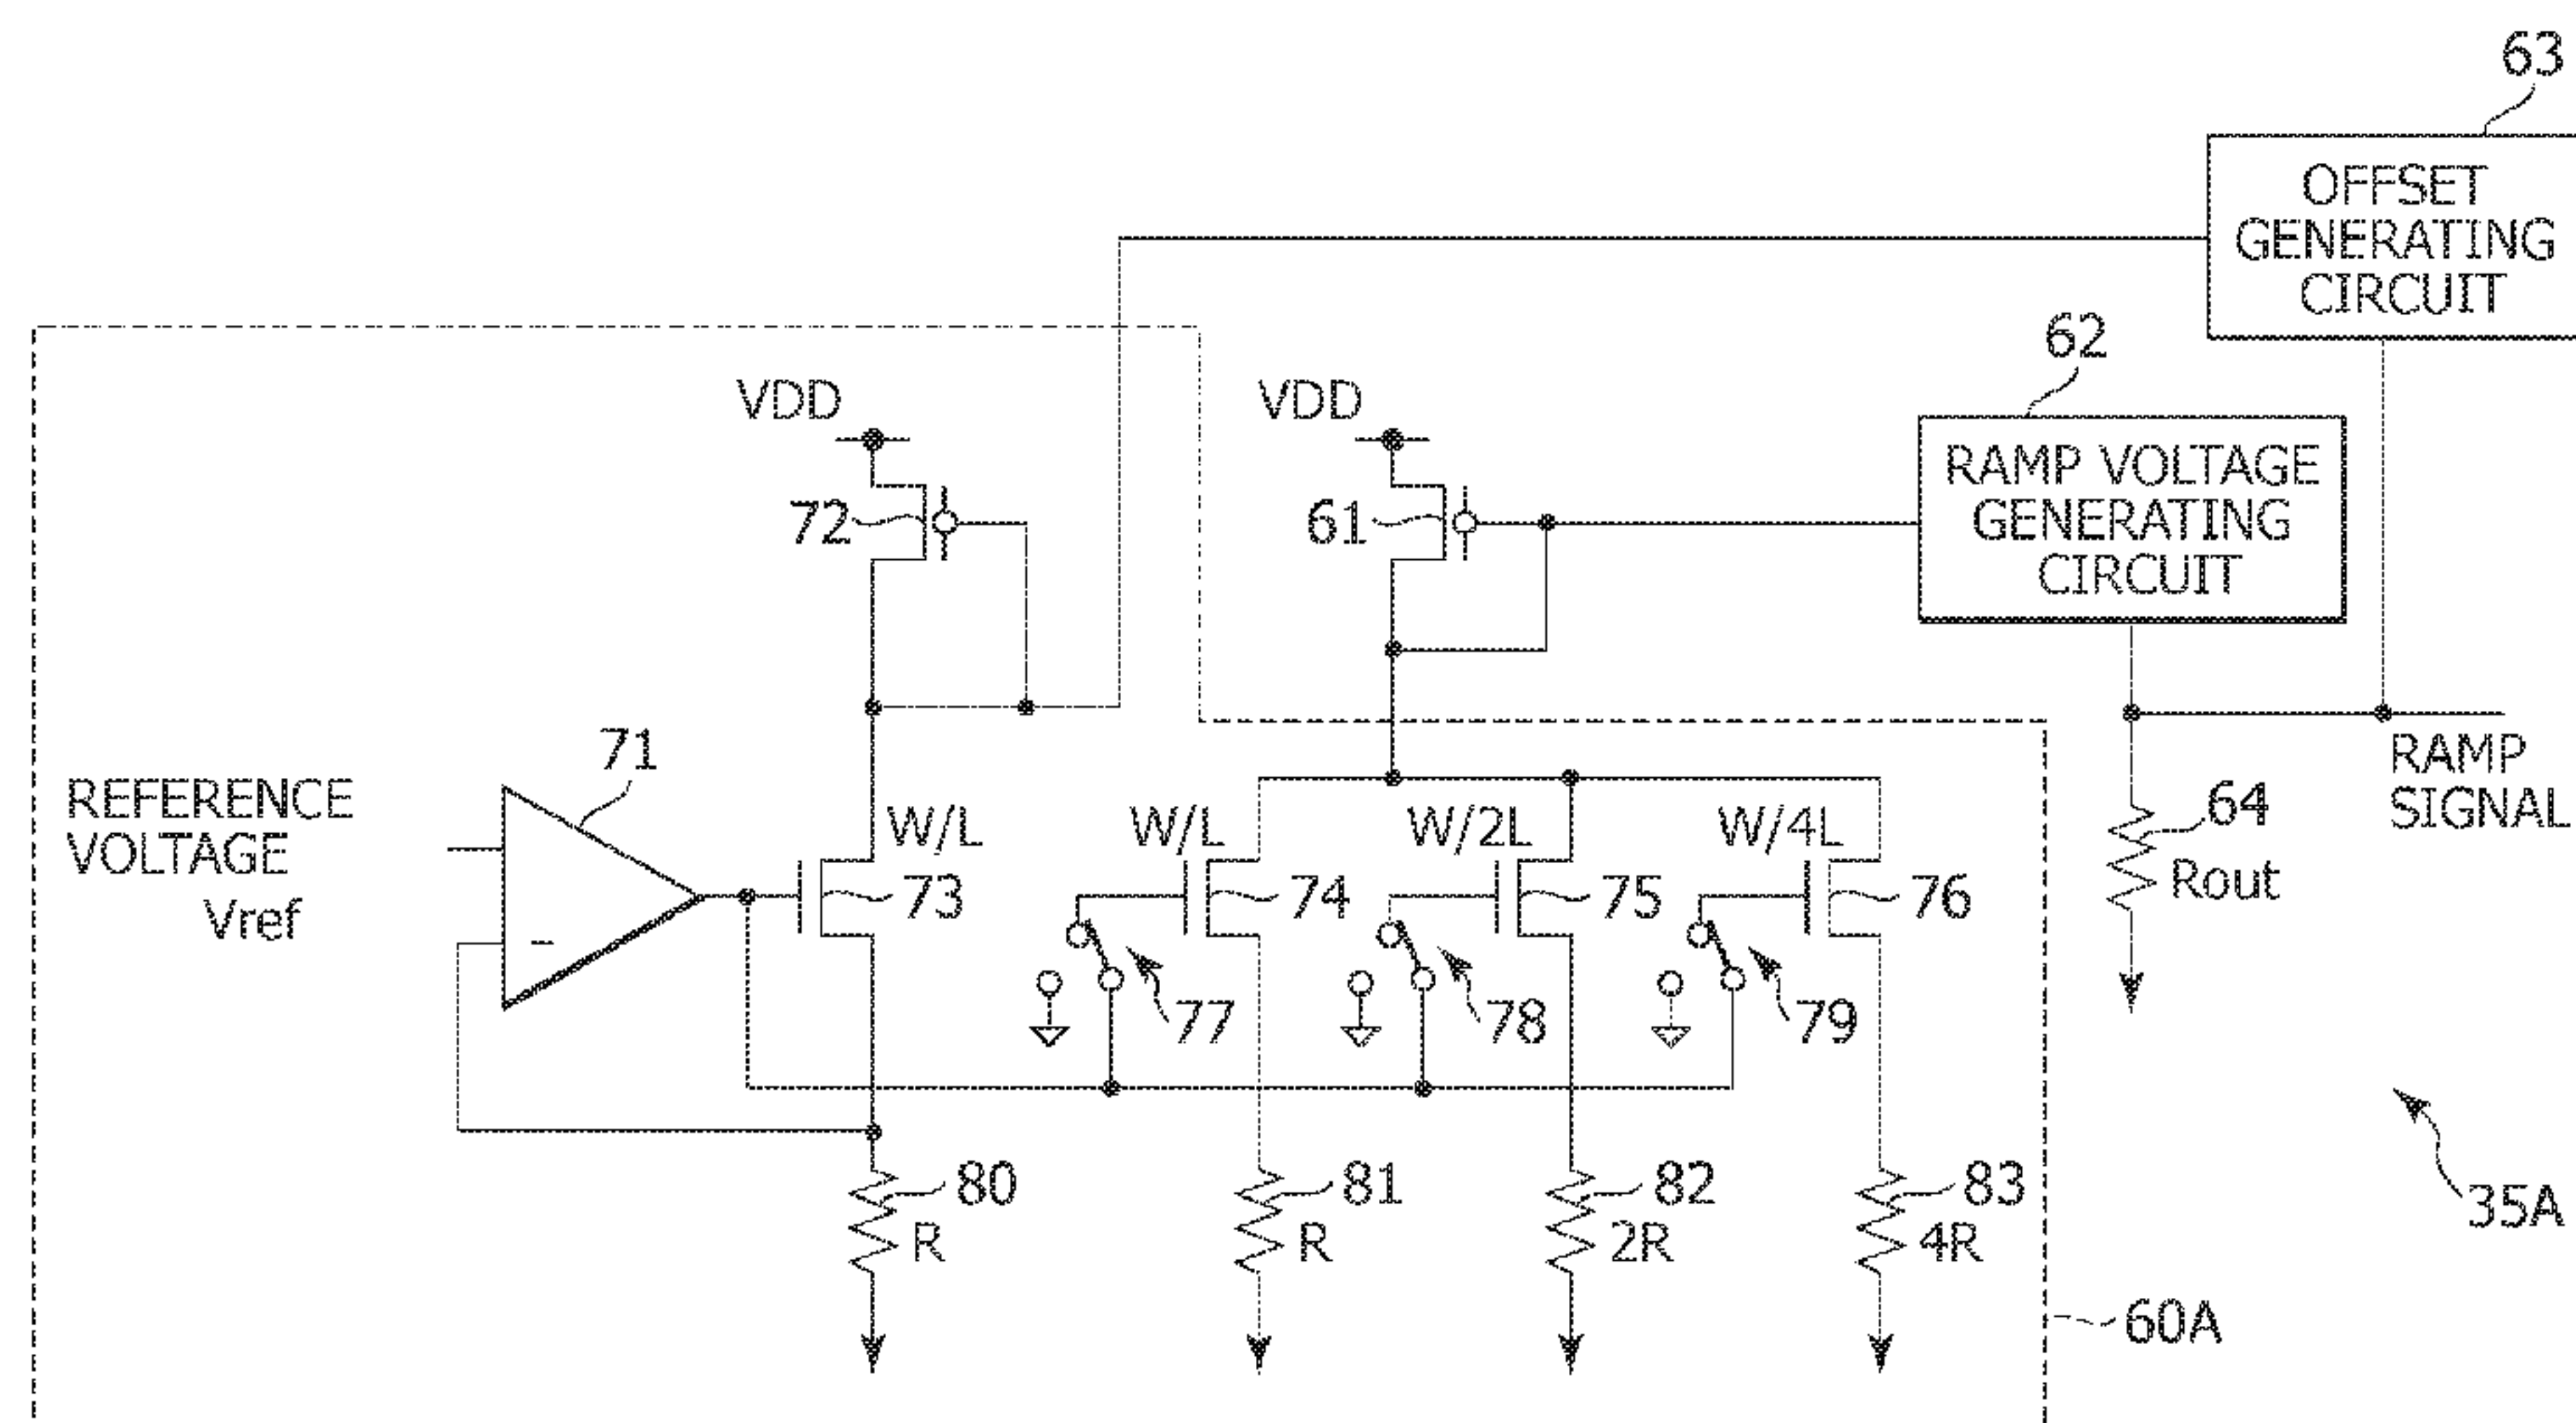 63
OFFSET
GENERATING
CIRCUIT
62
VDD
VDD
RAMP VOLTAGE
GENERATING
CIRCUIT
72
61
71
REFERENCE
VOLTAGE
Vref
−
W/L
73
W/L
74
W/2L
75
W/4L
76
RAMP
SIGNAL
64
Rout
77
78
79
80
R
81
R
82
2R
83
4R
35A
60A